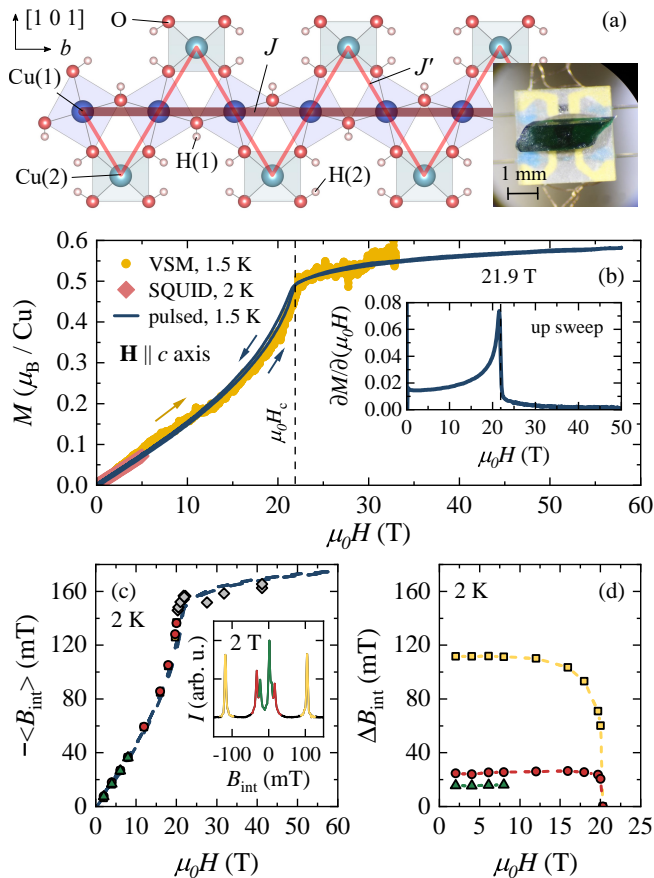 [1 0 1]
b
O
J
J′
(a)
Cu(1)
H(1)
Cu(2)
H(2)
1 mm
0.6
0.5
0.4
0.3
0.2
0.1
0.0
M (μB / Cu)
VSM, 1.5 K
SQUID, 2 K
pulsed, 1.5 K
H || c axis
μ0Hc
21.9 T
(b)
0.08
0.06
0.04
0.02
0.00
∂M/∂(μ0H)
up sweep
0 10 20 30 40 50
μ0H (T)
0 10 20 30 40 50 60
μ0H (T)
160
120
80
40
0
−<Bint> (mT)
(c)
2 K
2 T
I (arb. u.)
-100 0 100
Bint (mT)
0 10 20 30 40 50 60
μ0H (T)
160
120
80
40
0
ΔBint (mT)
2 K
(d)
0 5 10 15 20 25
μ0H (T)